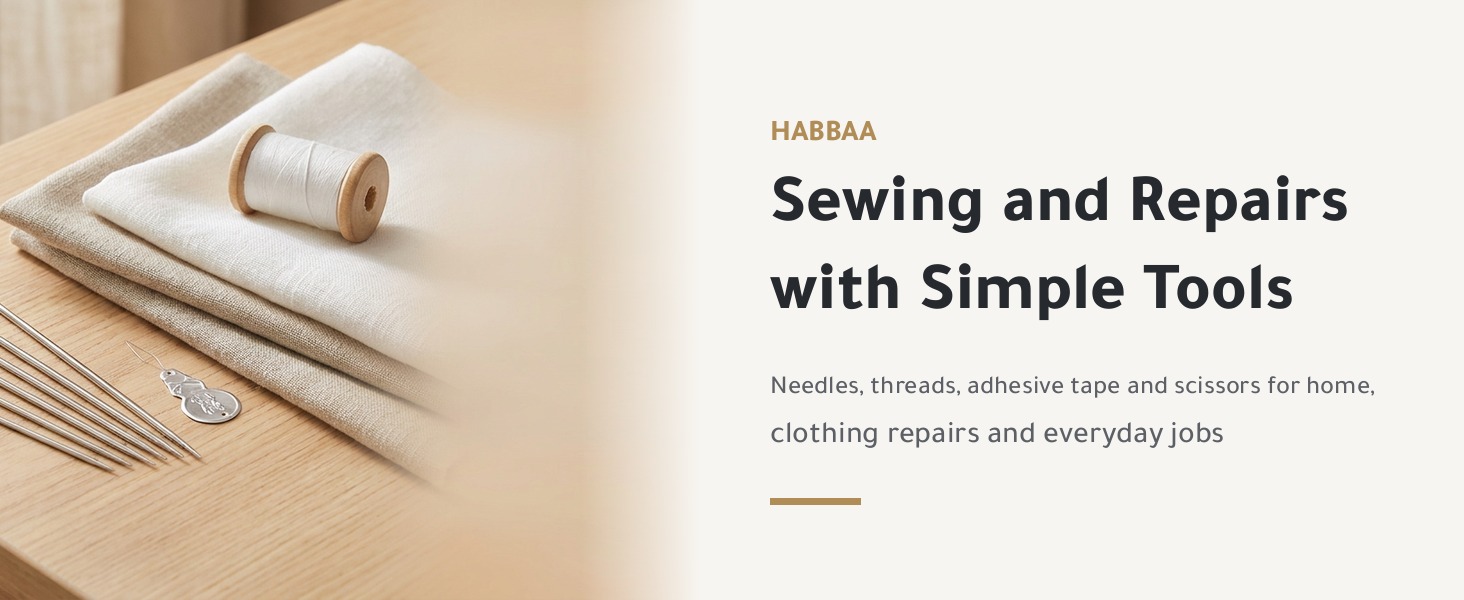 HABBAA
Sewing and Repairs
with Simple Tools
Needles, threads, adhesive tape and scissors for home,
clothing repairs and everyday jobs